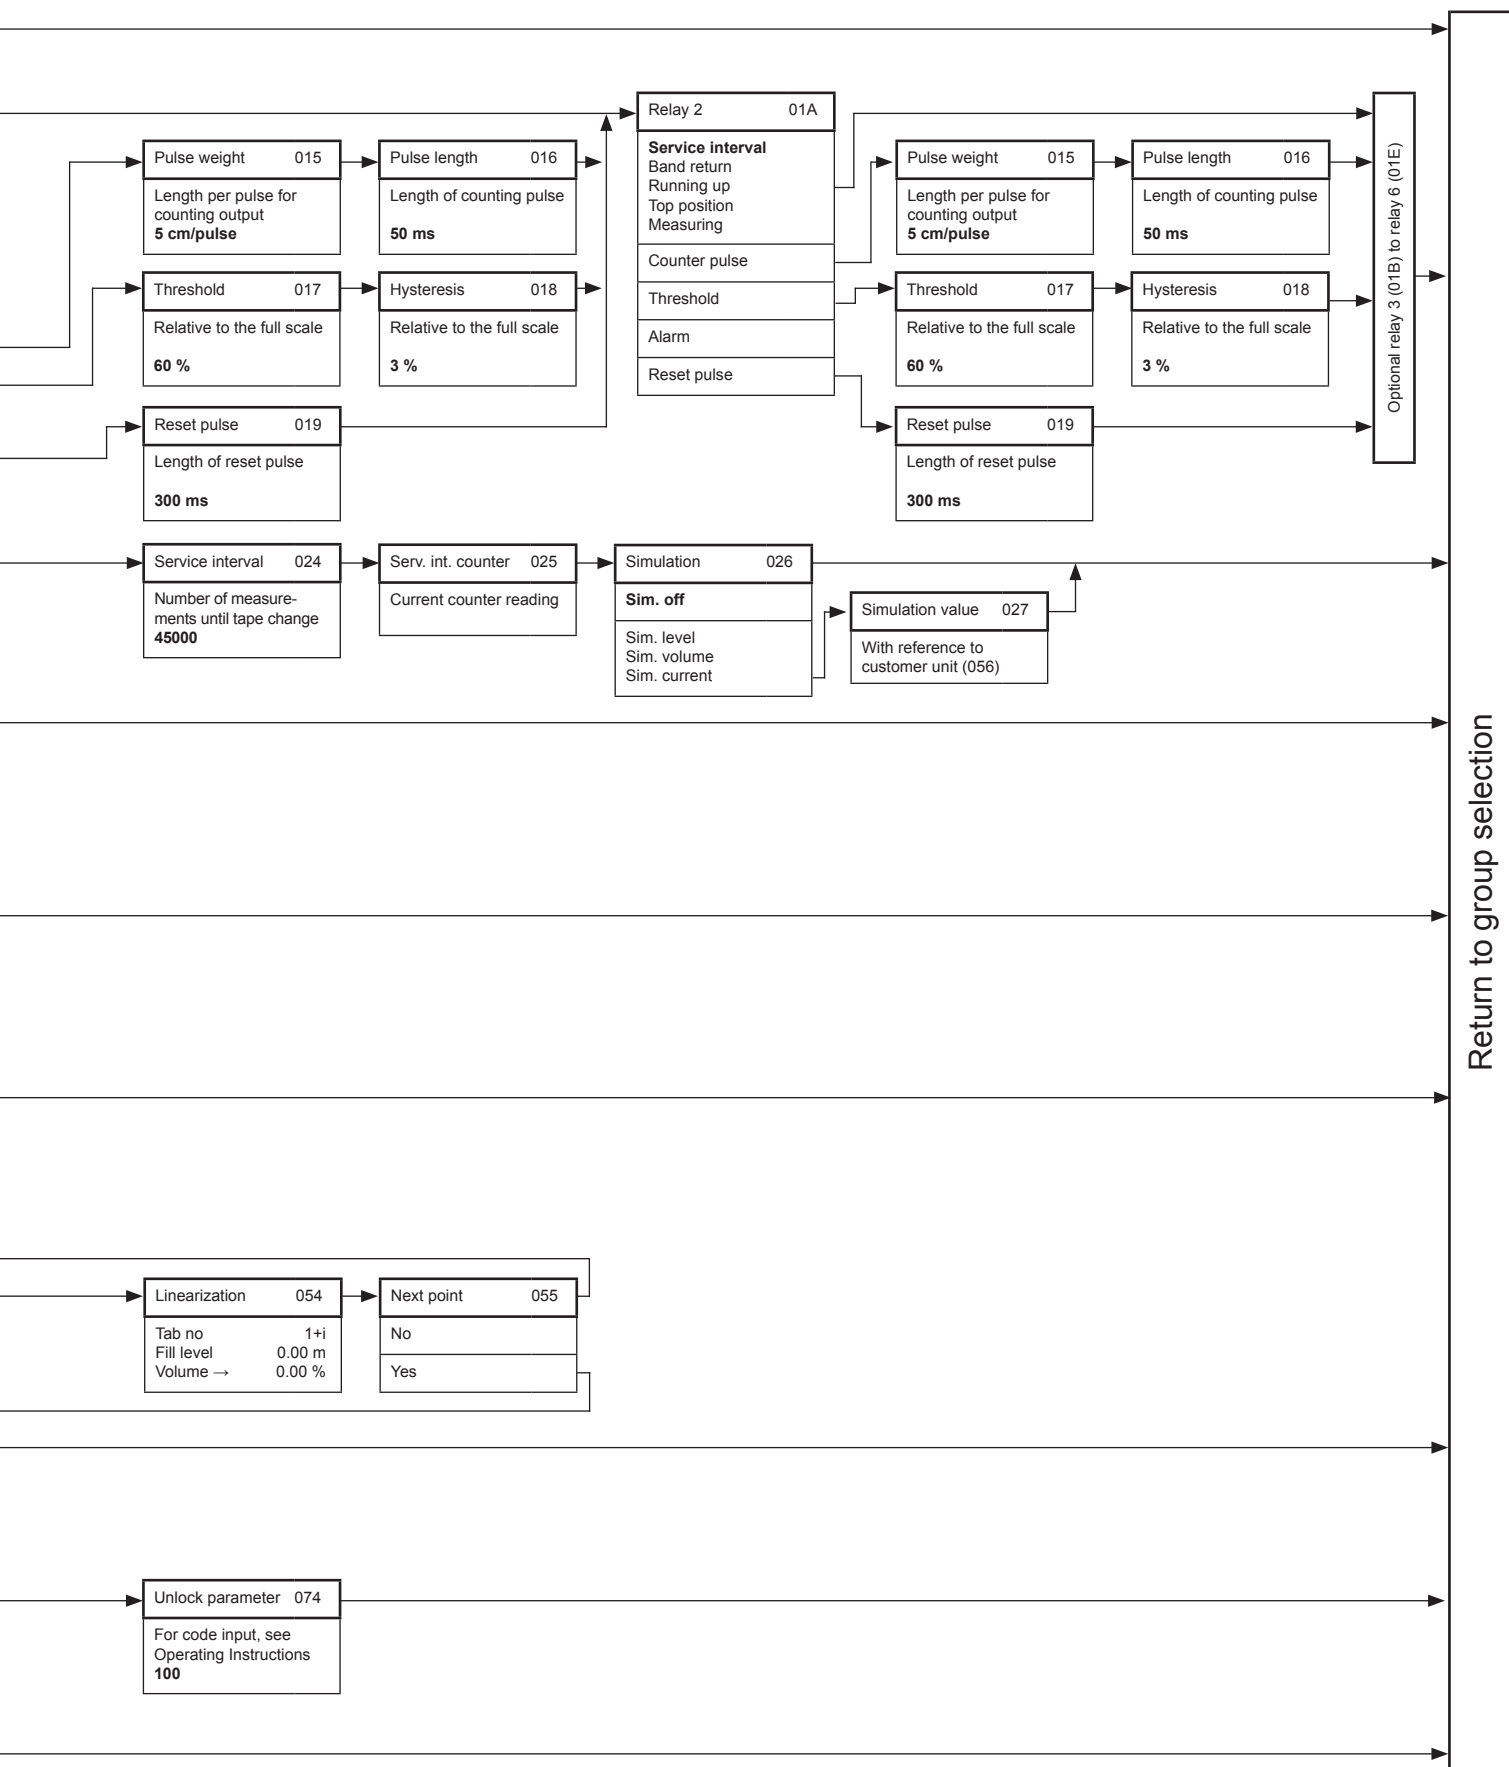 Relay 2 01A
Service interval
Band return
Running up
Top position
Measuring
Counter pulse
Threshold
Alarm
Reset pulse
Pulse weight 015
Length per pulse for
counting output
5 cm/pulse
Pulse length 016
Length of counting pulse
50 ms
Threshold 017
Relative to the full scale
60 %
Hysteresis 018
Relative to the full scale
3 %
Reset pulse 019
Length of reset pulse
300 ms
Pulse weight 015
Length per pulse for
counting output
5 cm/pulse
Pulse length 016
Length of counting pulse
50 ms
Threshold 017
Relative to the full scale
60 %
Hysteresis 018
Relative to the full scale
3 %
Reset pulse 019
Length of reset pulse
300 ms
Optional relay 3 (01B) to relay 6 (01E)
Service interval 024
Number of measure-
ments until tape change
45000
Serv. int. counter 025
Current counter reading
Simulation 026
Sim. off
Sim. level
Sim. volume
Sim. current
Simulation value 027
With reference to
customer unit (056)
Return to group selection
Linearization 054
Tab no 1+i
Fill level 0.00 m
Volume → 0.00 %
Next point 055
No
Yes
Unlock parameter 074
For code input, see
Operating Instructions
100